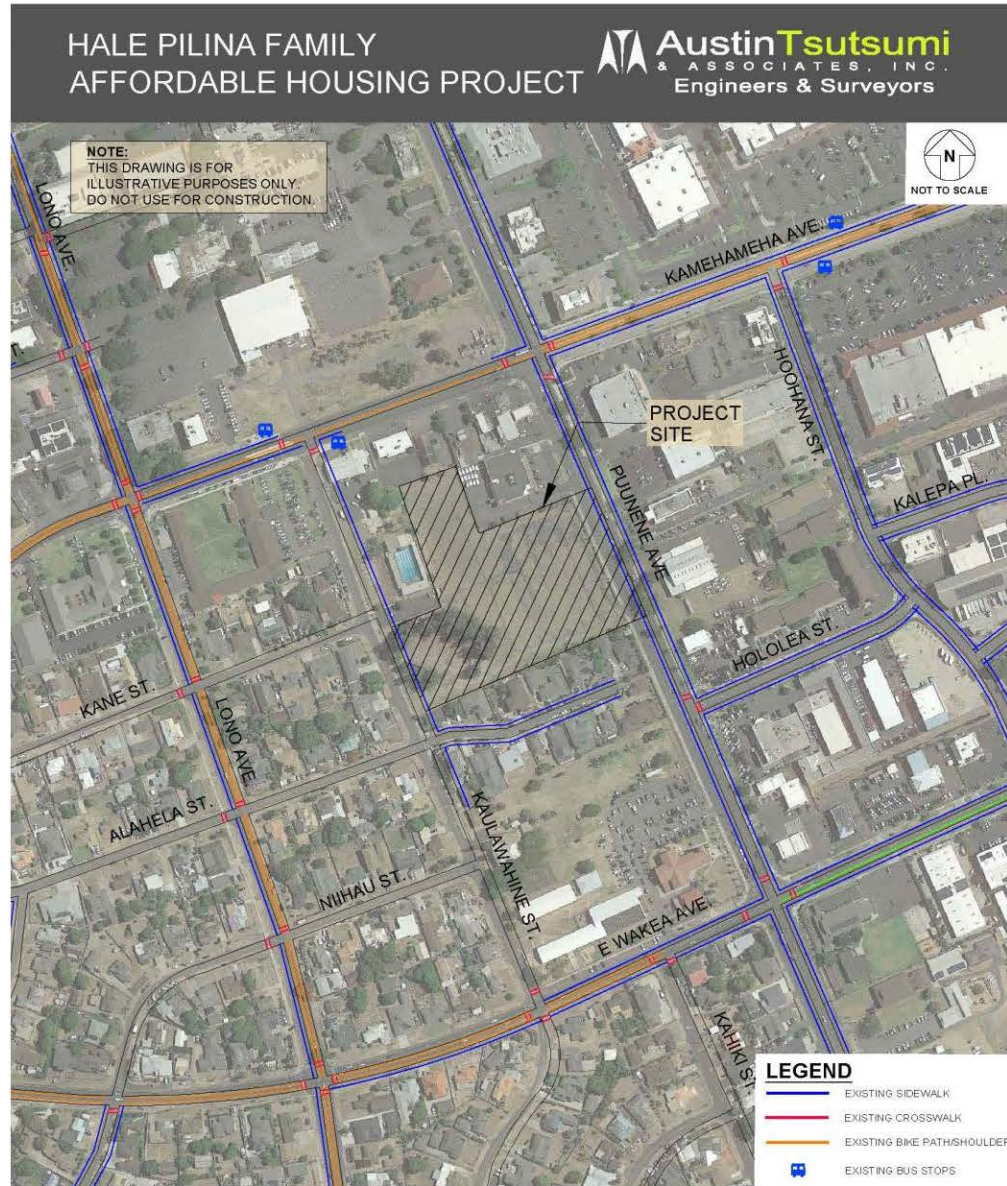 HALE PILINA FAMILY
AFFORDABLE HOUSING PROJECT
AustinTsutsumi
& ASSOCIATES, INC.
Engineers & Surveyors
NOTE:
THIS DRAWING IS FOR
ILLUSTRATIVE PURPOSES ONLY.
DO NOT USE FOR CONSTRUCTION.
N
NOT TO SCALE
LONO AVE.
KAMEHAMEHA AVE.
T.
HOOHANA ST
PROJECT
SITE
PUUNENE AVE
KALEPA PL.
HOLOLEA ST.
KANE ST.
LONO AVE
ALAHELA ST.
KAULAWAHINE ST.
NIIHAU ST.
E WAKEA AVE.
KAHIKI ST.
LEGEND
EXISTING SIDEWALK
EXISTING CROSSWALK
EXISTING BIKE PATH/SHOULDER
EXISTING BUS STOPS